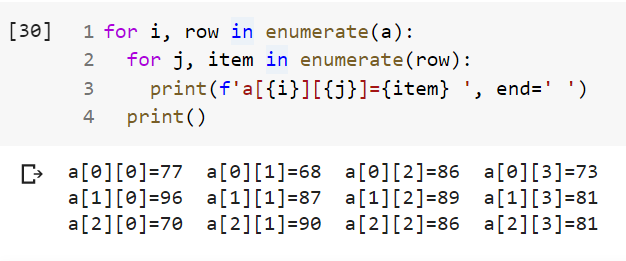 [30] 1 for i, row in enumerate(a):
2   for j, item in enumerate(row):
3     print(f'a[{i}][{j}]={item} ', end=' ')
4   print()
a[0][0]=77  a[0][1]=68  a[0][2]=86  a[0][3]=73
a[1][0]=96  a[1][1]=87  a[1][2]=89  a[1][3]=81
a[2][0]=70  a[2][1]=90  a[2][2]=86  a[2][3]=81